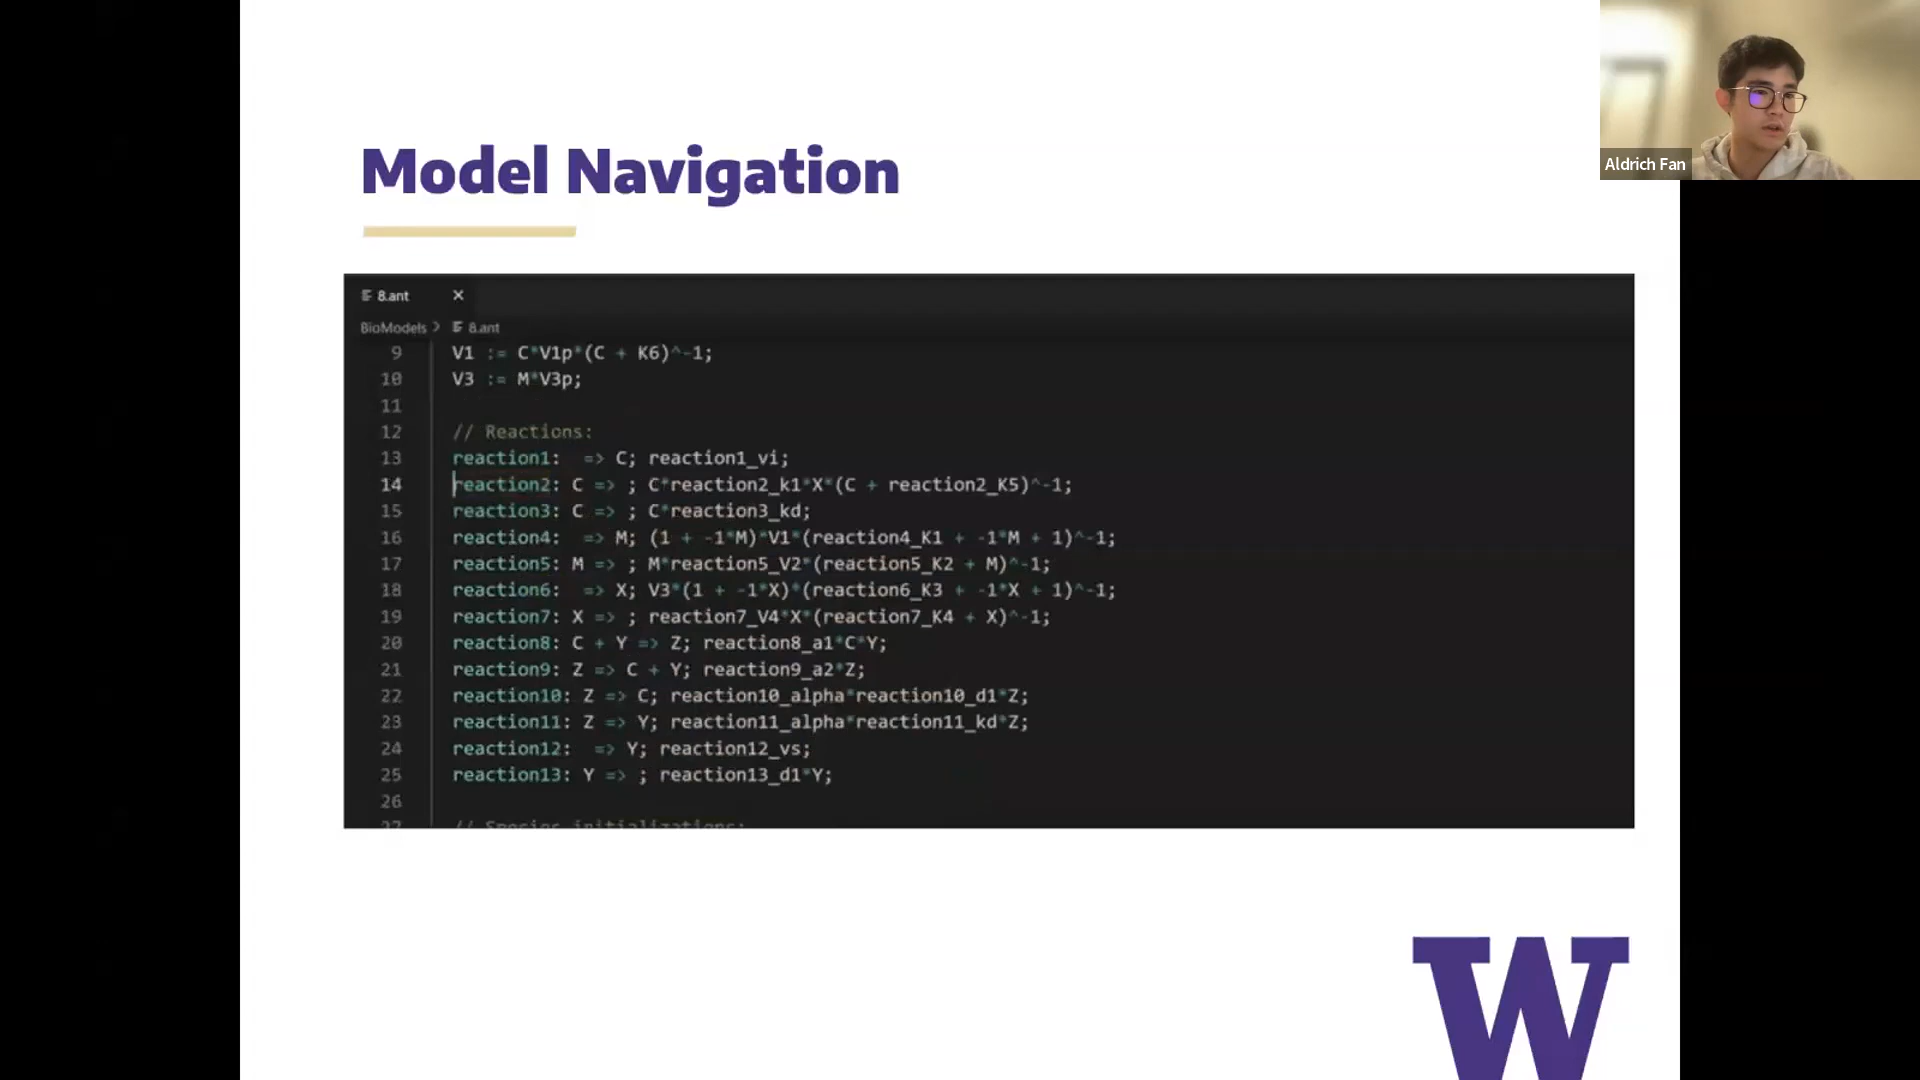 Aldrich Fan
Model Navigation
8.ant
BioModels > 8.ant
9 V1 := C*V1p*(C + K6)^-1;
10 V3 := M*V3p;
11
12 // Reactions:
13 reaction1:  => C; reaction1_vi;
14 reaction2: C => ; C*reaction2_k1*X*(C + reaction2_K5)^-1;
15 reaction3: C => ; C*reaction3_kd;
16 reaction4:  => M; (1 + -1*M)*V1*(reaction4_K1 + -1*M + 1)^-1;
17 reaction5: M => ; M*reaction5_V2*(reaction5_K2 + M)^-1;
18 reaction6:  => X; V3*(1 + -1*X)*(reaction6_K3 + -1*X + 1)^-1;
19 reaction7: X => ; reaction7_V4*X*(reaction7_K4 + X)^-1;
20 reaction8: C + Y => Z; reaction8_a1*C*Y;
21 reaction9: Z => C + Y; reaction9_a2*Z;
22 reaction10: Z => C; reaction10_alpha*reaction10_d1*Z;
23 reaction11: Z => Y; reaction11_alpha*reaction11_kd*Z;
24 reaction12:  => Y; reaction12_vs;
25 reaction13: Y => ; reaction13_d1*Y;
26
27 // Species initializations:
W